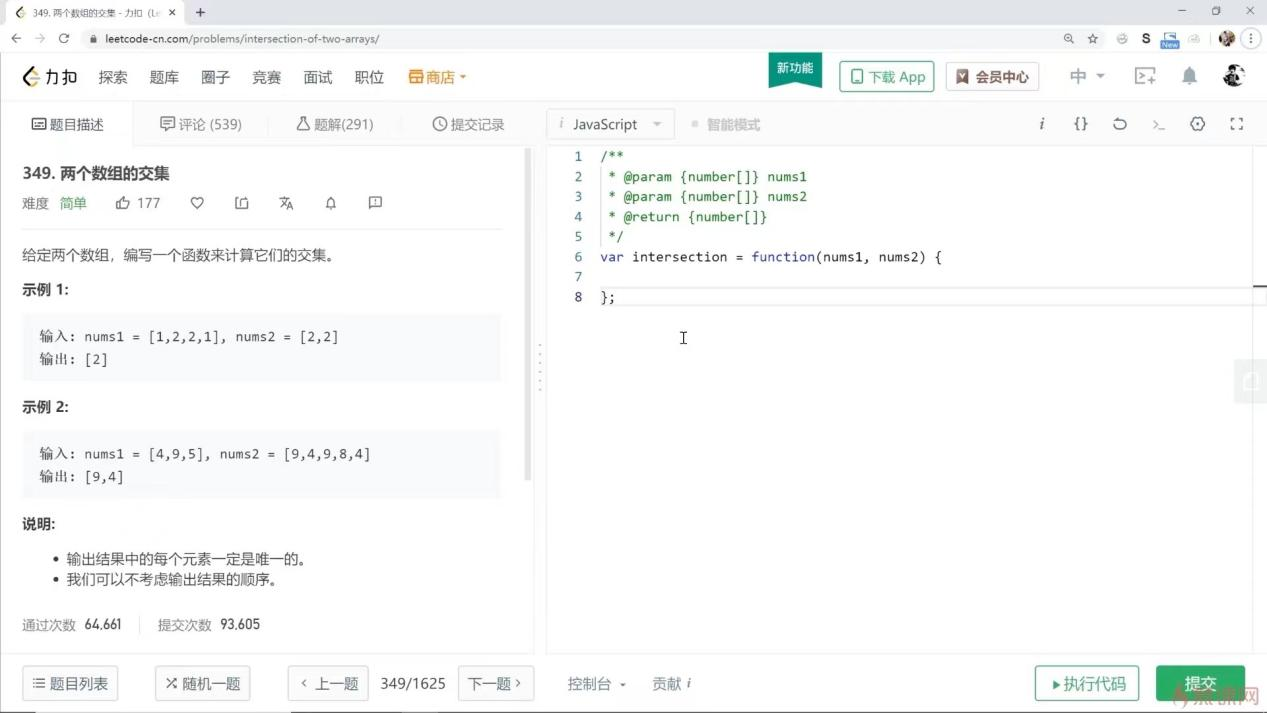 349. 两个数组的交集 - 力扣 (Le
leetcode-cn.com/problems/intersection-of-two-arrays/
New
力扣 探索 题库 圈子 竞赛 面试 职位 商店 新功能 下载 App 会员中心 中
题目描述 评论 (539) 题解(291) 提交记录 i JavaScript 智能模式 i {} >_
349. 两个数组的交集
难度 简单 177
给定两个数组，编写一个函数来计算它们的交集。
示例 1:
输入: nums1 = [1,2,2,1], nums2 = [2,2]
输出: [2]
示例 2:
输入: nums1 = [4,9,5], nums2 = [9,4,9,8,4]
输出: [9,4]
说明:
• 输出结果中的每个元素一定是唯一的。
• 我们可以不考虑输出结果的顺序。
通过次数 64,661 提交次数 93,605
1 /**
2  * @param {number[]} nums1
3  * @param {number[]} nums2
4  * @return {number[]}
5  */
6 var intersection = function(nums1, nums2) {
7
8 };
题目列表 随机一题 上一题 349/1625 下一题 控制台 贡献 i 执行代码 提交
慕课网